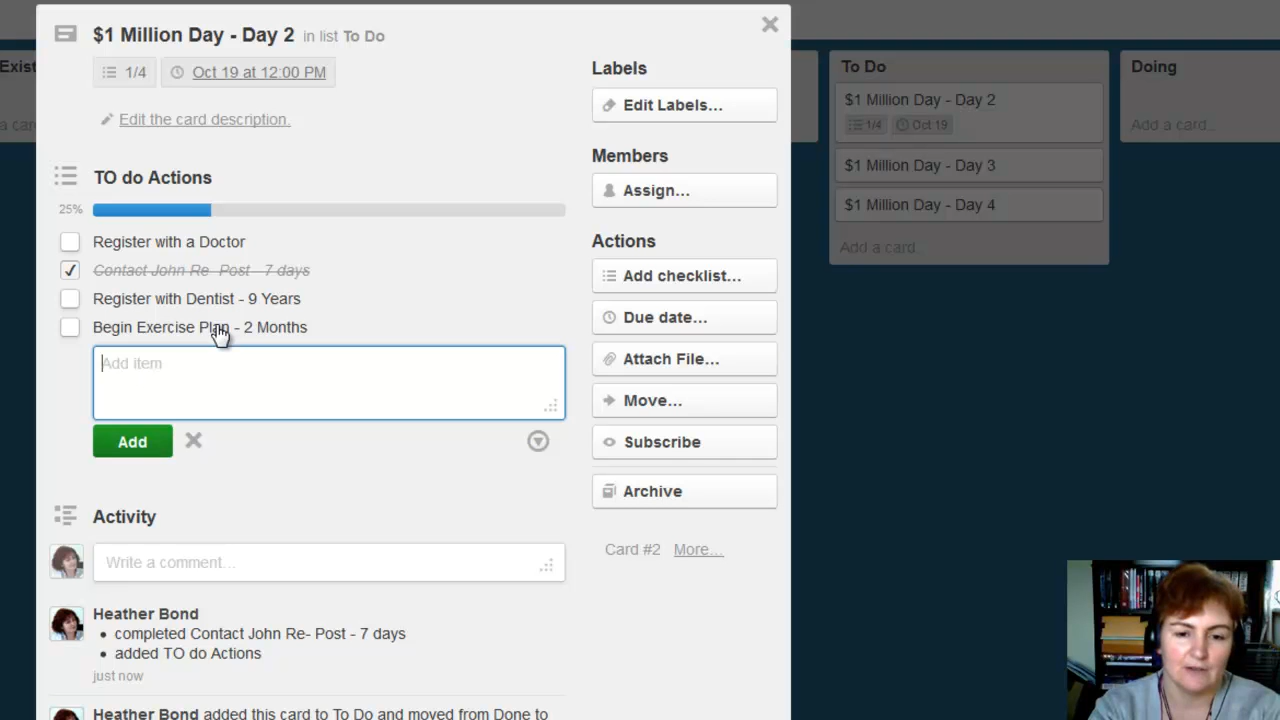 $1 Million Day - Day 2 in list To Do
1/4 Oct 19 at 12:00 PM
Edit the card description.
TO do Actions
25%
Register with a Doctor
Contact John Re- Post - 7 days
Register with Dentist - 9 Years
Begin Exercise Plan - 2 Months
Add item
Add
Activity
Write a comment…
Heather Bond
• completed Contact John Re- Post - 7 days
• added TO do Actions
just now
Heather Bond added this card to To Do and moved from Done to
Labels
Edit Labels…
Members
Assign…
Actions
Add checklist…
Due date…
Attach File…
Move…
Subscribe
Archive
Card #2 More…
To Do
$1 Million Day - Day 2
1/4 Oct 19
$1 Million Day - Day 3
$1 Million Day - Day 4
Add a card…
Doing
Add a card…